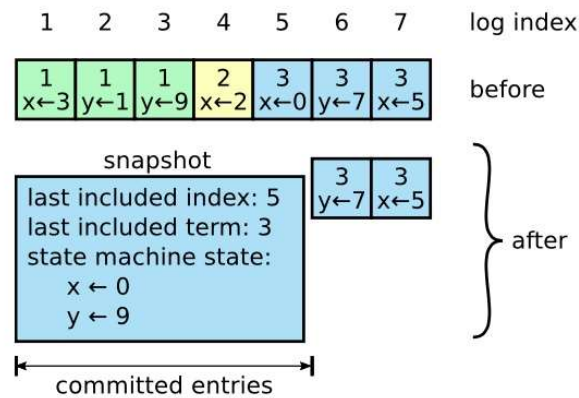 1 2 3 4 5 6 7 log index
1 1 1 2 3 3 3
x←3 y←1 y←9 x←2 x←0 y←7 x←5
before
snapshot
3 3
y←7 x←5
last included index: 5
last included term: 3
state machine state:
x ← 0
y ← 9
after
committed entries